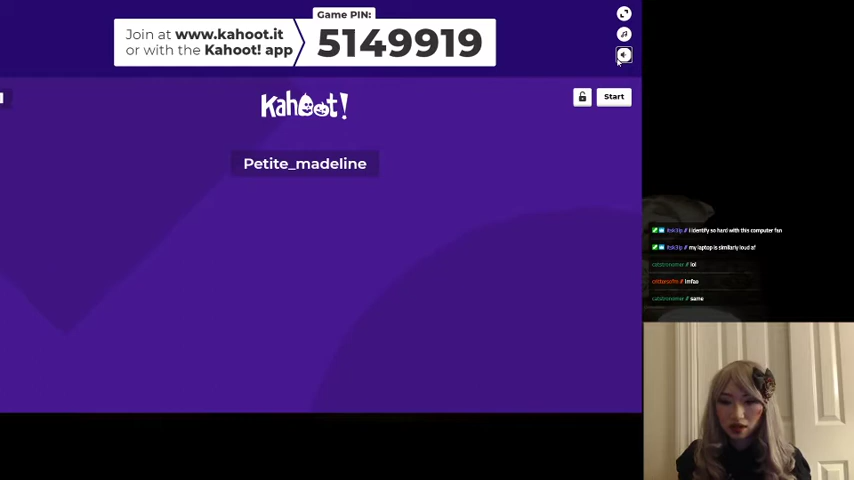 Game PIN:
Join at www.kahoot.it
or with the Kahoot! app
5149919
Kahoot!
Start
Petite_madeline
i identify so hard with this computer fan
my laptop is similarly loud af
lol
lmfao
same